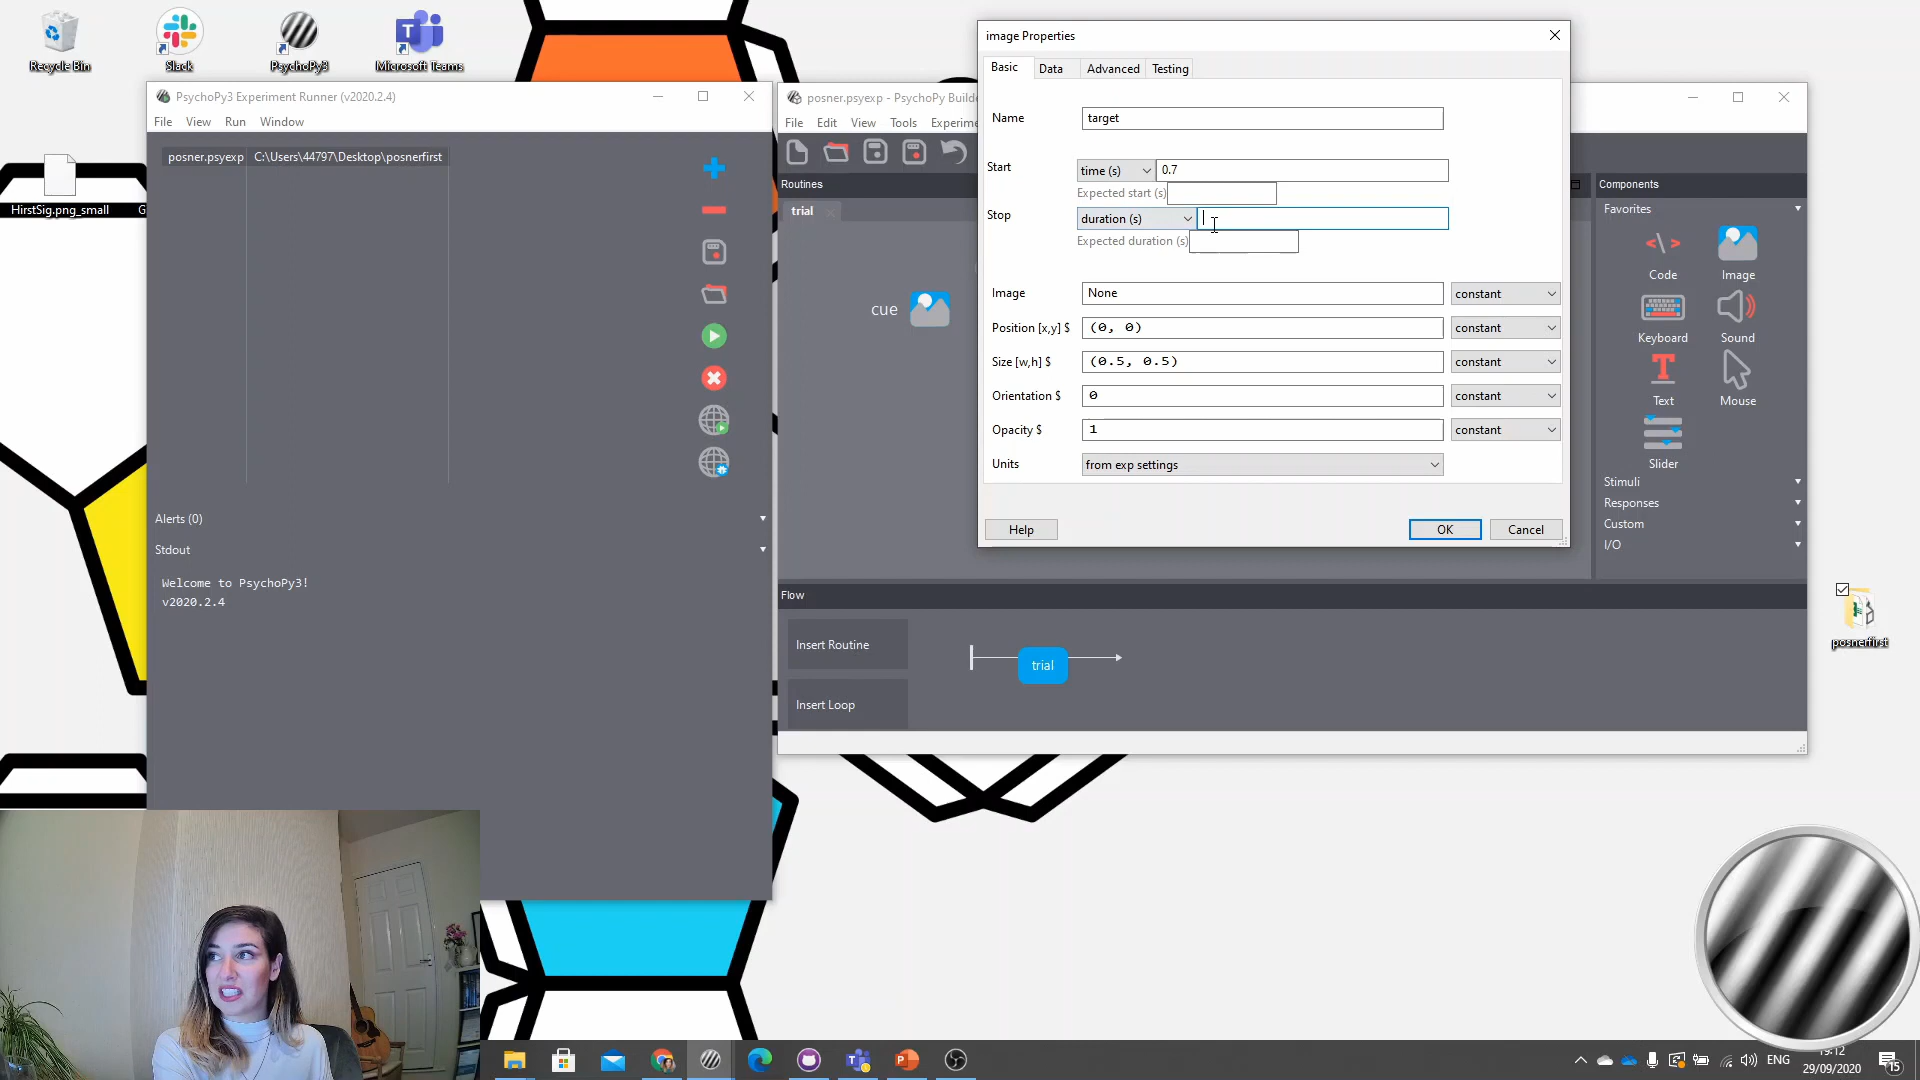 Recycle Bin
Slack
PsychoPy3
Microsoft Teams
HirstSig.png_small
G
PsychoPy3 Experiment Runner (v2020.2.4)
File View Run Window
posner.psyexp C:\Users\44797\Desktop\posnerfirst
Alerts (0)
Stdout
Welcome to PsychoPy3!
v2020.2.4
posner.psyexp - PsychoPy Builde
File Edit View Tools Experime
Routines
trial
cue
image Properties
Basic Data Advanced Testing
Name target
Start time (s) 0.7
Expected start (s)
Stop duration (s)
Expected duration (s)
Image None constant
Position [x,y] $ (0, 0) constant
Size [w,h] $ (0.5, 0.5) constant
Orientation $ 0 constant
Opacity $ 1 constant
Units from exp settings
Help OK Cancel
Components
Favorites
Code Image
Keyboard Sound
Text Mouse
Slider
Stimuli
Responses
Custom
I/O
Flow
Insert Routine
Insert Loop
trial
posnerfirst
ENG
19:12
29/09/2020
15